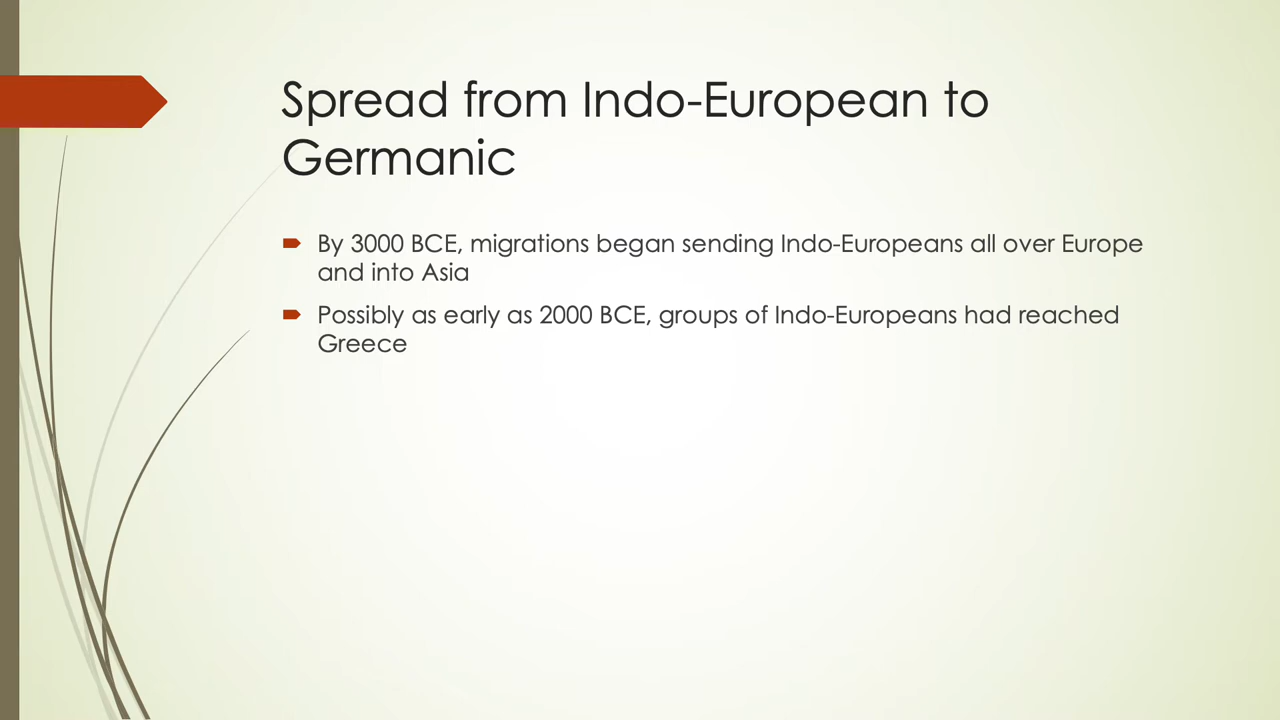 Spread from Indo-European to
Germanic
By 3000 BCE, migrations began sending Indo-Europeans all over Europe
and into Asia
Possibly as early as 2000 BCE, groups of Indo-Europeans had reached
Greece